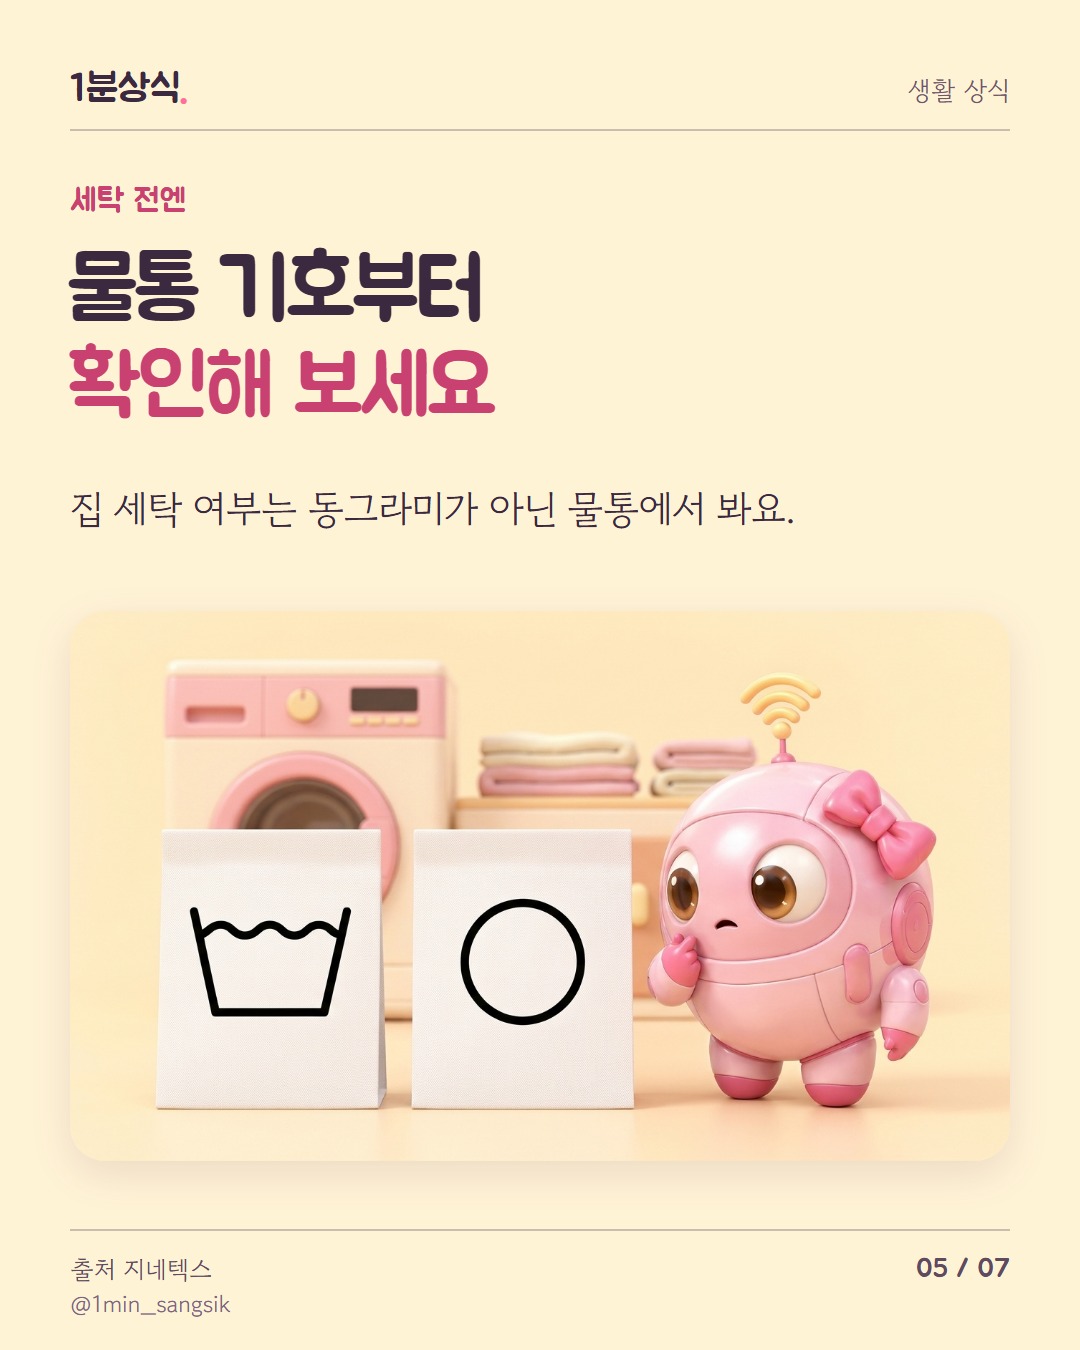 1분상식.
생활 상식
세탁 전엔
물통 기호부터
확인해 보세요
집 세탁 여부는 동그라미가 아닌 물통에서 봐요.
출처 지네텍스
05 / 07
@1min_sangsik